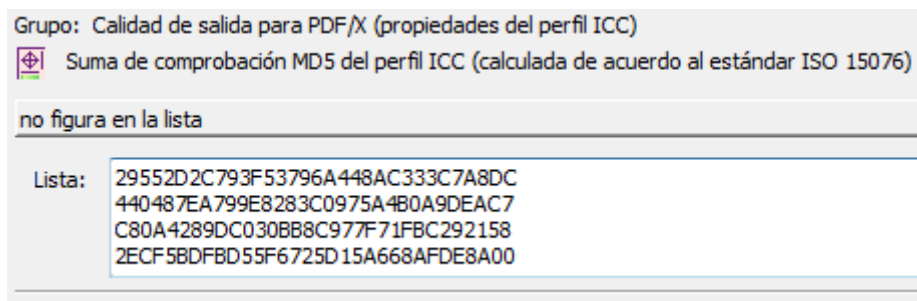 Grupo: Calidad de salida para PDF/X (propiedades del perfil ICC)
Suma de comprobación MD5 del perfil ICC (calculada de acuerdo al estándar ISO 15076)
no figura en la lista
Lista: 29552D2C793F53796A448AC333C7A8DC
440487EA799E8283C0975A4B0A9DEAC7
C80A4289DC030BB8C977F71FBC292158
2ECF5BDFBD55F6725D15A668AFDE8A00